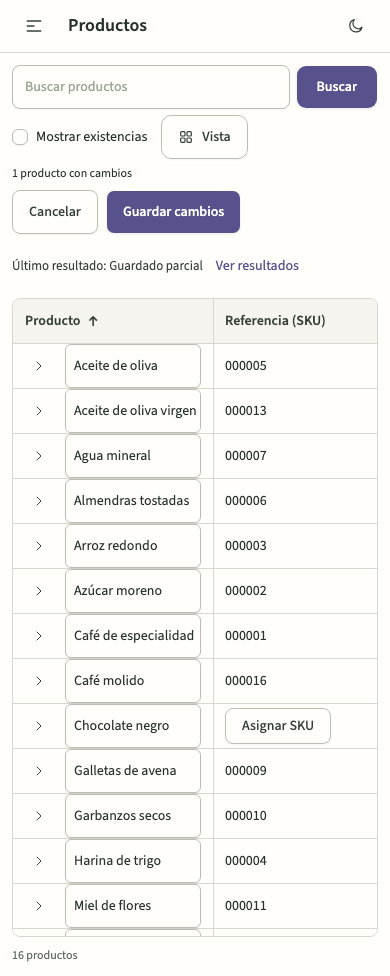 Productos
Buscar productos
Buscar
Mostrar existencias
Vista
1 producto con cambios
Cancelar
Guardar cambios
Último resultado: Guardado parcial
Ver resultados
Producto ↑
Referencia (SKU)
Aceite de oliva
000005
Aceite de oliva virgen
000013
Agua mineral
000007
Almendras tostadas
000006
Arroz redondo
000003
Azúcar moreno
000002
Café de especialidad
000001
Café molido
000016
Chocolate negro
Asignar SKU
Galletas de avena
000009
Garbanzos secos
000010
Harina de trigo
000004
Miel de flores
000011
16 productos